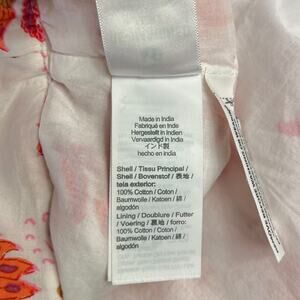 Made in India
Fabriqué en Inde
Hergestellt in Indien
Vervaardigd in India
インド製
hecho en India
Shell / Tissu Principal /
Shell / Bovenstof / 表地 /
tela exterior:
100% Cotton / Coton /
Baumwolle / Katoen / 綿 /
algodón
Lining / Doublure / Futter
/ Voering / 裏地 / forro:
100% Cotton / Coton /
Baumwolle / Katoen / 綿 /
algodón